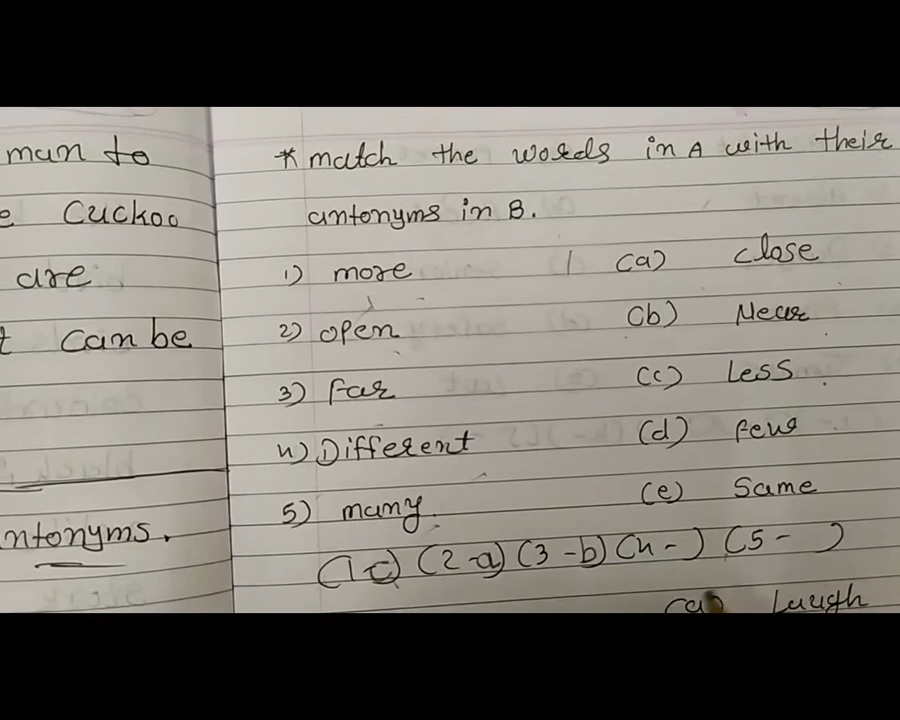 man to
e Cuckoo
are
t can be
ntonyms.
* match the words in A with their
antonyms in B.
1) more (a) close
2) open (b) Near
3) far (c) Less
4) Different (d) few
5) many. (e) Same
(1-c) (2-a) (3-b) (4- ) (5- )
(a) Laugh